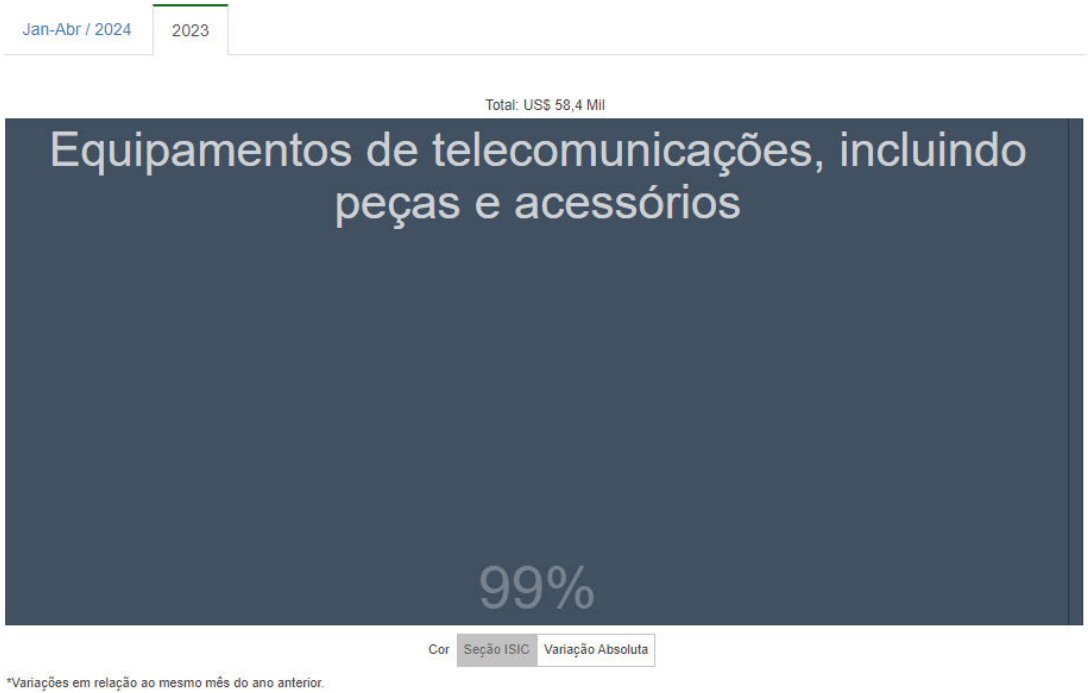 Jan-Abr / 2024
2023
Total: US$ 58,4 Mil
Equipamentos de telecomunicações, incluindo
peças e acessórios
99%
Cor Seção ISIC Variação Absoluta
*Variações em relação ao mesmo mês do ano anterior.